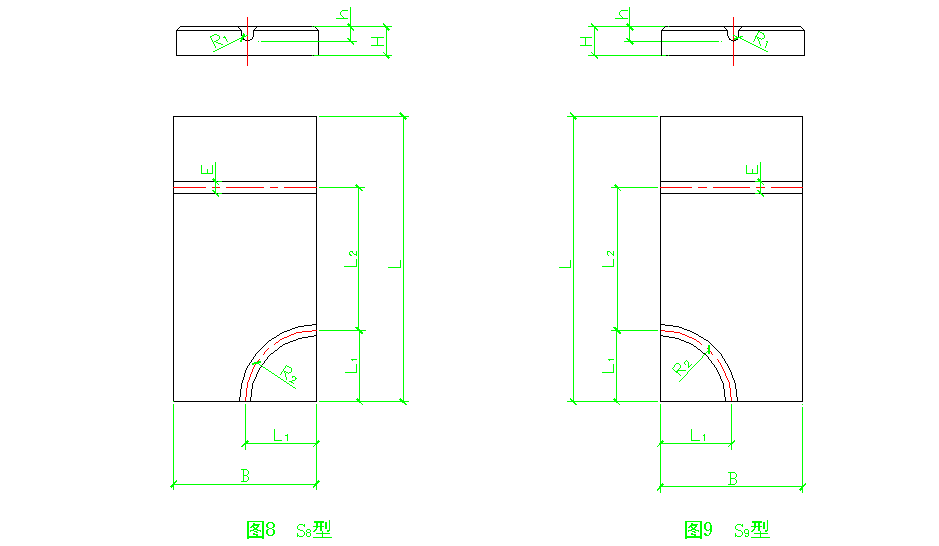 R1 h H
H h R1
E L2 L
L L2 E
R2 L1
L1 R2
L1 B
L1 B
图8 S8型
图9 S9型